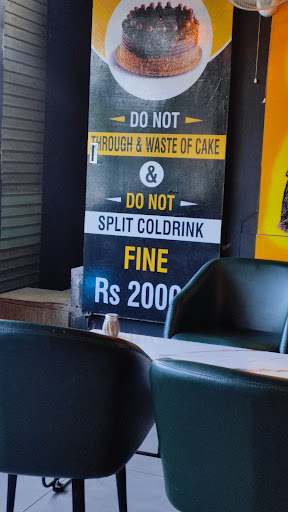 DO NOT
THROUGH & WASTE OF CAKE
&
DO NOT
SPLIT COLDRINK
FINE
Rs 2000